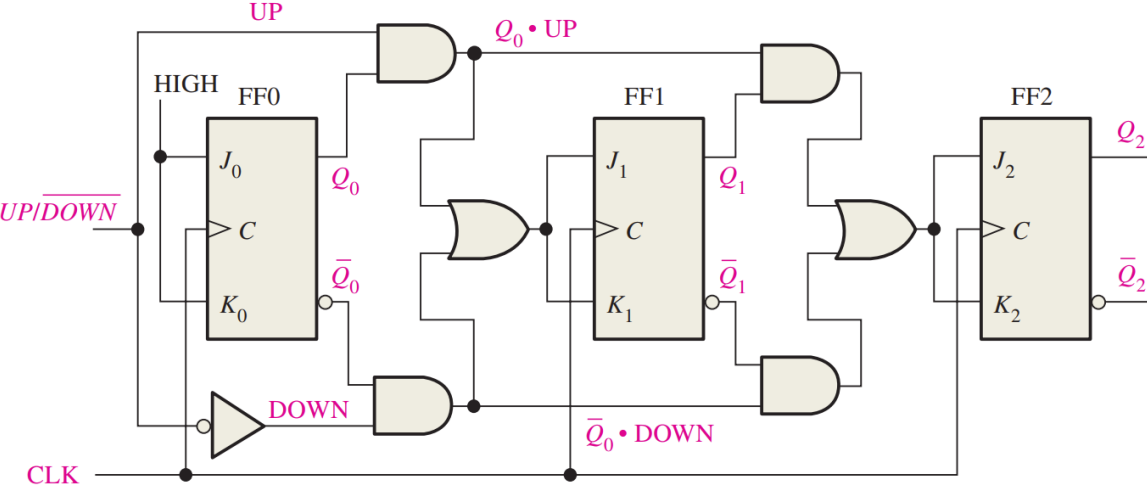 UP
Q₀ • UP
HIGH
FF0
FF1
FF2
J₀
J₁
J₂
Q₂
Q₀
Q₁
UP/D̅O̅W̅N̅
C
C
C
Q̅₀
Q̅₁
Q̅₂
K₀
K₁
K₂
DOWN
Q̅₀ • DOWN
CLK